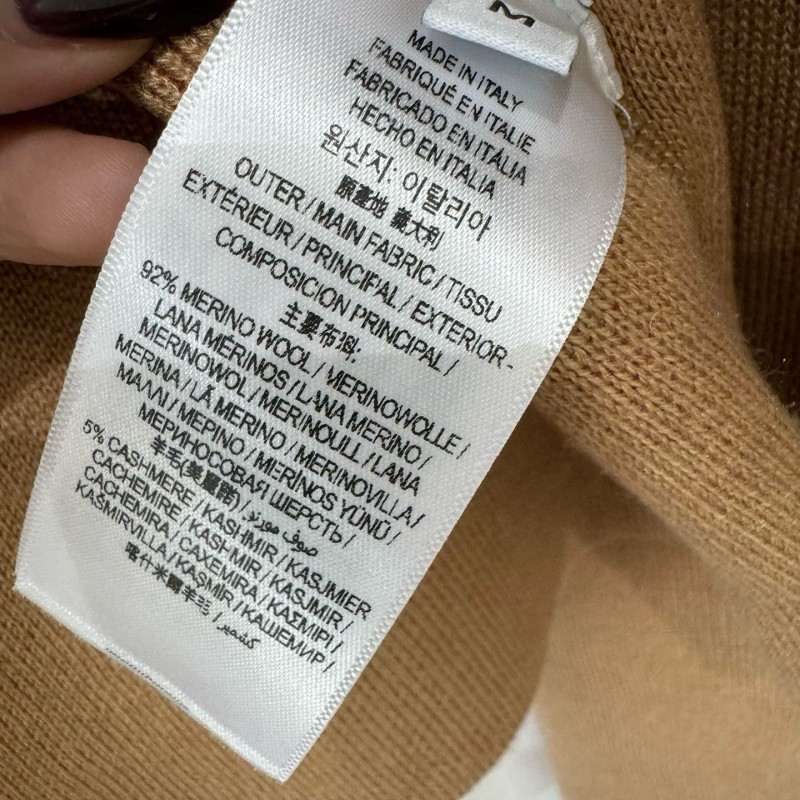 M
MADE IN ITALY
FABRIQUÉ EN ITALIE
FABRICADO EN ITALIA
HECHO EN ITALIA
원산지: 이탈리아
原產地 義大利
OUTER / MAIN FABRIC / TISSU
EXTÉRIEUR / PRINCIPAL / EXTERIOR-
COMPOSICION PRINCIPAL /
主要布料:
92% MERINO WOOL / MERINOWOLLE /
LANA MÉRINOS / LANA MERINO /
MERINOWOL / MERINOULL / LANA
MERINA / LÃ MERINO / MERINOVILLA /
ΜΑΛΛΙ / ΜΕΡΙΝΟ / MERİNOS YÜNÜ /
МЕРИНОСОВАЯ ШЕРСТЬ /
羊毛(美麗諾) / صوف مورنو /
5% CASHMERE / KASHMIR / KASJMIER
CACHEMIRE / KASHMIR / KASJMIR /
CACHEMIRA / CAXEMIRA / ΚΑΣΜΙΡΙ /
KAŠMIRVILLA / KAŞMİR / КАШЕМИР /
喀什米爾羊毛 / كشمير